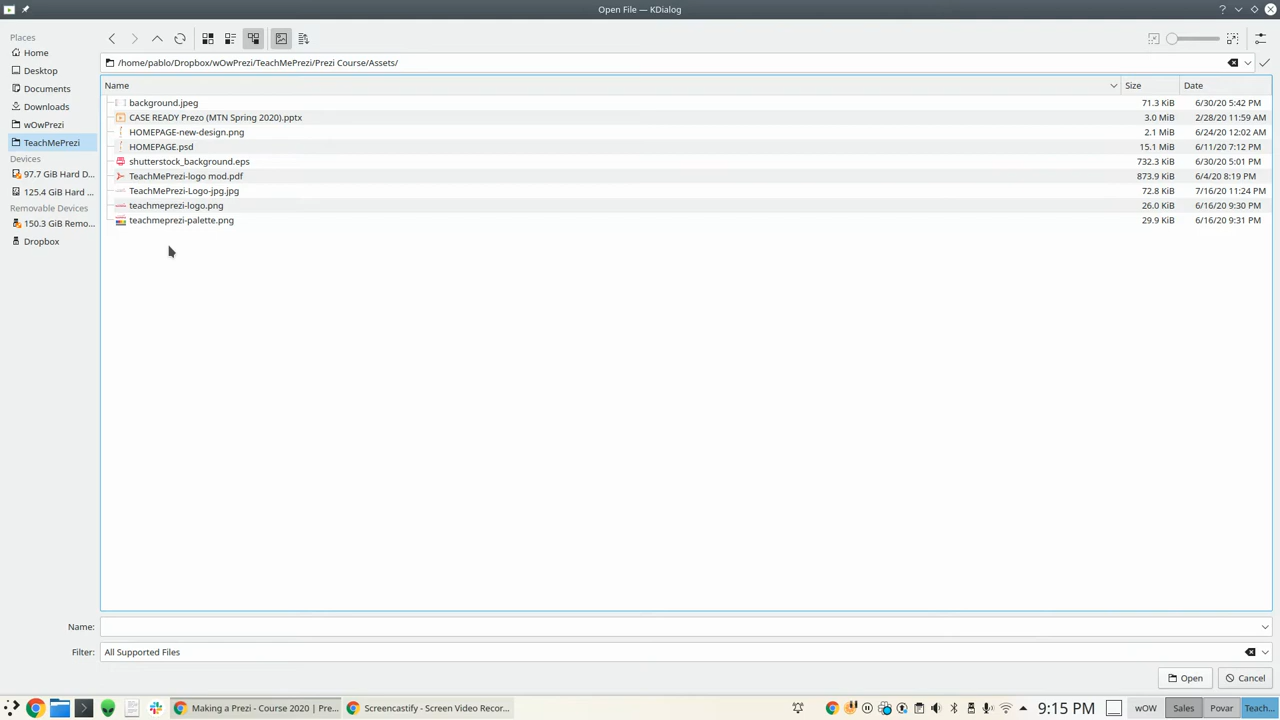 Open File — KDialog
Places
Home
/home/pablo/Dropbox/wOwPrezi/TeachMePrezi/Prezi Course/Assets/
Desktop
Name Size Date
Documents
background.jpeg 71.3 KiB 6/30/20 5:42 PM
Downloads
CASE READY Prezo (MTN Spring 2020).pptx 3.0 MiB 2/28/20 11:59 AM
wOwPrezi
HOMEPAGE-new-design.png 2.1 MiB 6/24/20 12:02 AM
TeachMePrezi
HOMEPAGE.psd 15.1 MiB 6/11/20 7:12 PM
Devices
shutterstock_background.eps 732.3 KiB 6/30/20 5:01 PM
97.7 GiB Hard D...
TeachMePrezi-logo mod.pdf 873.9 KiB 6/4/20 8:19 PM
125.4 GiB Hard ...
TeachMePrezi-Logo-jpg.jpg 72.8 KiB 7/16/20 11:24 PM
Removable Devices
teachmeprezi-logo.png 26.0 KiB 6/16/20 9:30 PM
150.3 GiB Remo...
teachmeprezi-palette.png 29.9 KiB 6/16/20 9:31 PM
Dropbox
Name:
Filter: All Supported Files
Open Cancel
Making a Prezi - Course 2020 | Pre... Screencastify - Screen Video Recor... 9:15 PM wOW Sales Povar Teach...